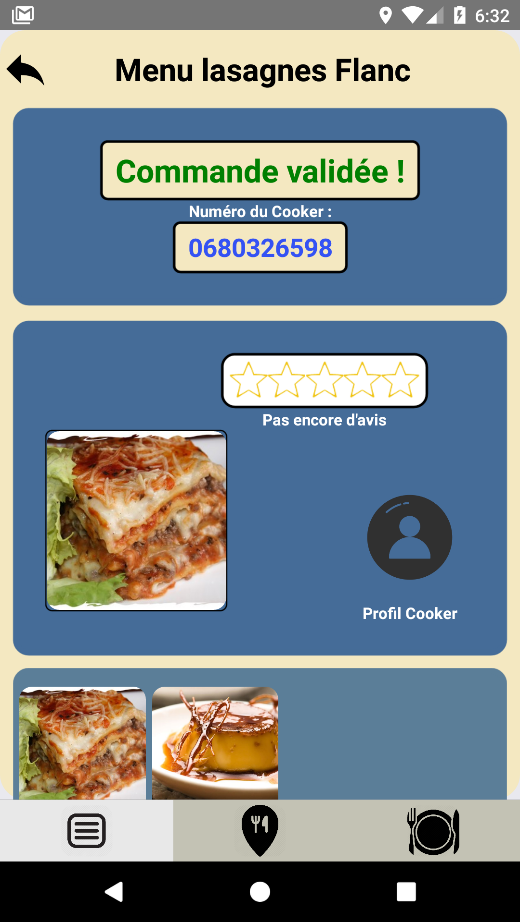 6:32
Menu lasagnes Flanc
Commande validée !
Numéro du Cooker :
0680326598
Pas encore d'avis
Profil Cooker